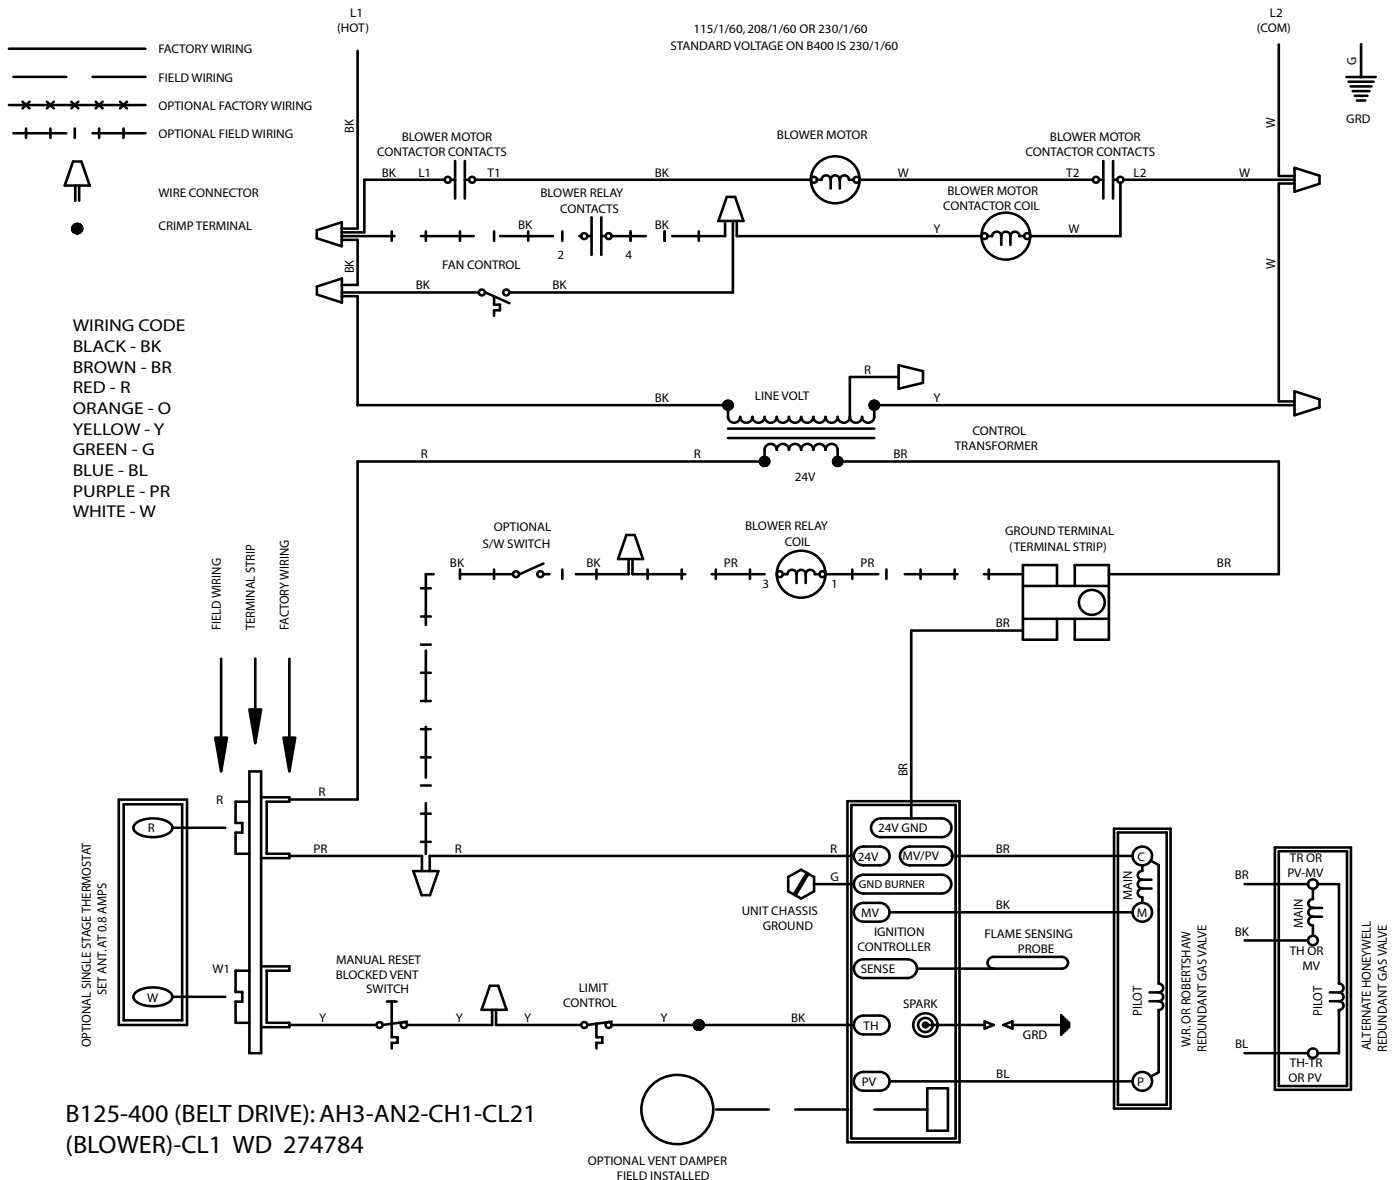 L1
(HOT)
115/1/60, 208/1/60 OR 230/1/60
STANDARD VOLTAGE ON B400 IS 230/1/60
L2
(COM)
FACTORY WIRING
FIELD WIRING
OPTIONAL FACTORY WIRING
OPTIONAL FIELD WIRING
WIRE CONNECTOR
CRIMP TERMINAL
G
GRD
BK
W
BLOWER MOTOR
CONTACTOR CONTACTS
BLOWER MOTOR
BLOWER MOTOR
CONTACTOR CONTACTS
BK
L1
T1
BK
W
T2
L2
W
BLOWER RELAY
CONTACTS
BLOWER MOTOR
CONTACTOR COIL
BK
BK
2
4
Y
W
BK
W
FAN CONTROL
BK
BK
WIRING CODE
BLACK - BK
BROWN - BR
RED - R
ORANGE - O
YELLOW - Y
GREEN - G
BLUE - BL
PURPLE - PR
WHITE - W
R
BK
LINE VOLT
Y
CONTROL
TRANSFORMER
R
R
BR
24V
OPTIONAL
S/W SWITCH
BLOWER RELAY
COIL
GROUND TERMINAL
(TERMINAL STRIP)
BK
BK
PR
3
1
PR
BR
BR
FIELD WIRING
TERMINAL STRIP
FACTORY WIRING
BR
OPTIONAL SINGLE STAGE THERMOSTAT
SET ANT. AT 0.8 AMPS
R
R
R
PR
R
R
W1
W
24V GND
24V
MV/PV
GND BURNER
MV
IGNITION
CONTROLLER
SENSE
SPARK
TH
PV
G
UNIT CHASSIS
GROUND
BR
BK
FLAME SENSING
PROBE
GRD
BL
MANUAL RESET
BLOCKED VENT
SWITCH
LIMIT
CONTROL
Y
Y
Y
Y
BK
C
MAIN
M
PILOT
P
W.R. OR ROBERTSHAW
REDUNDANT GAS VALVE
BR
BK
BL
TR OR
PV-MV
MAIN
TH OR
MV
PILOT
TH-TR
OR PV
ALTERNATE HONEYWELL
REDUNDANT GAS VALVE
B125-400 (BELT DRIVE): AH3-AN2-CH1-CL21
(BLOWER)-CL1 WD 274784
OPTIONAL VENT DAMPER
FIELD INSTALLED